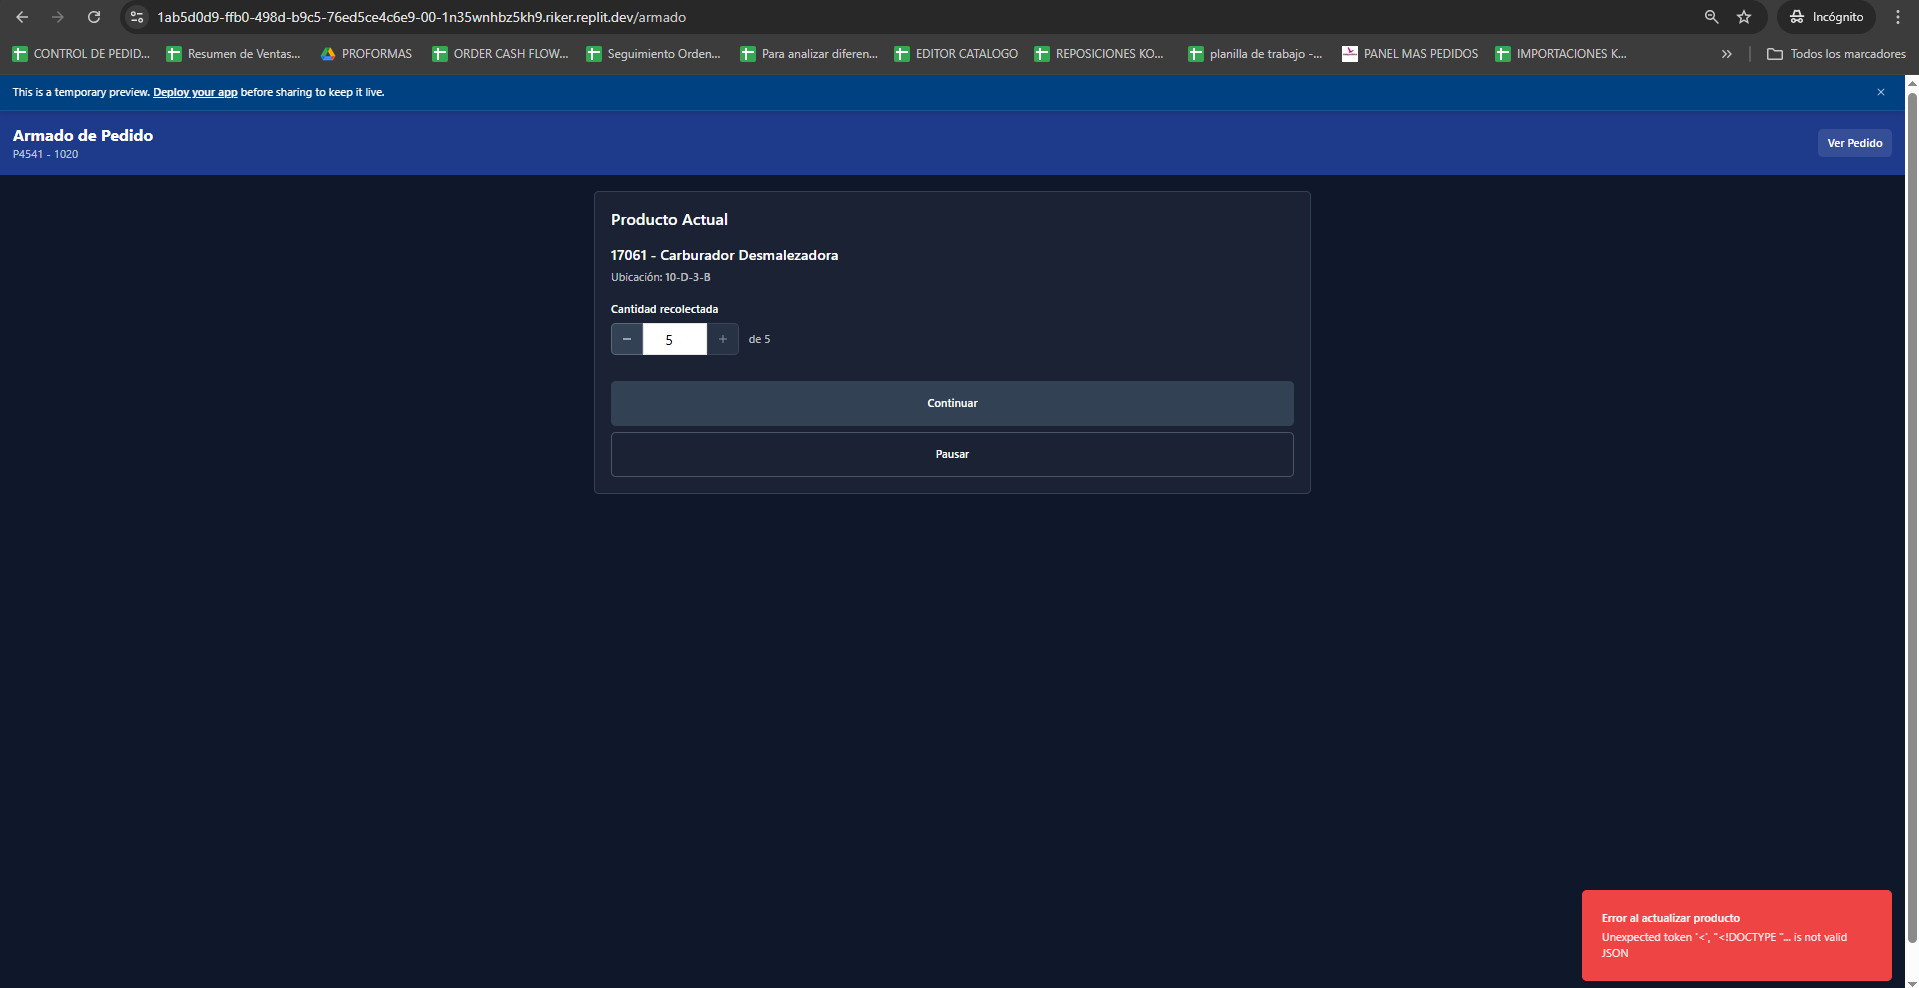 1ab5d0d9-ffb0-498d-b9c5-76ed5ce4c6e9-00-1n35wnhbz5kh9.riker.replit.dev/armado
Incógnito
CONTROL DE PEDID...
Resumen de Ventas...
PROFORMAS
ORDER CASH FLOW...
Seguimiento Orden...
Para analizar diferen...
EDITOR CATALOGO
REPOSICIONES KO...
planilla de trabajo -...
PANEL MAS PEDIDOS
IMPORTACIONES K...
Todos los marcadores
This is a temporary preview. Deploy your app before sharing to keep it live.
Armado de Pedido
P4541 - 1020
Ver Pedido
Producto Actual
17061 - Carburador Desmalezadora
Ubicación: 10-D-3-B
Cantidad recolectada
− 5 + de 5
Continuar
Pausar
Error al actualizar producto
Unexpected token '<', "<!DOCTYPE "... is not valid
JSON